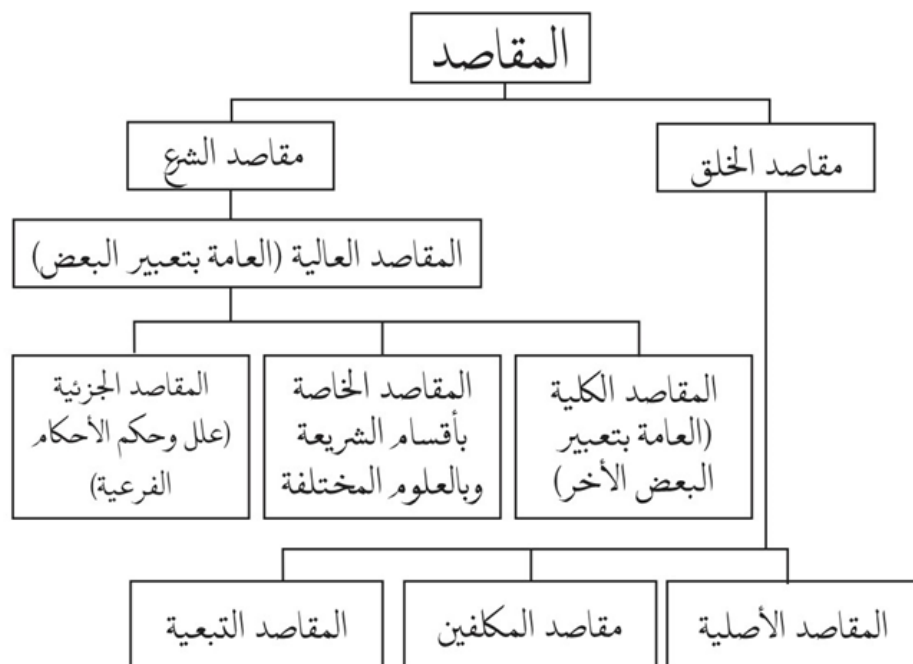 المقاصد
مقاصد الخلق
مقاصد الشرع
المقاصد العالية (العامة بتعبير البعض)
المقاصد الكلية
(العامة بتعبير
البعض الأخر)
المقاصد الخاصة
بأقسام الشريعة
وبالعلوم المختلفة
المقاصد الجزئية
(علل وحكم الأحكام
الفرعية)
المقاصد الأصلية
مقاصد المكلفين
المقاصد التبعية